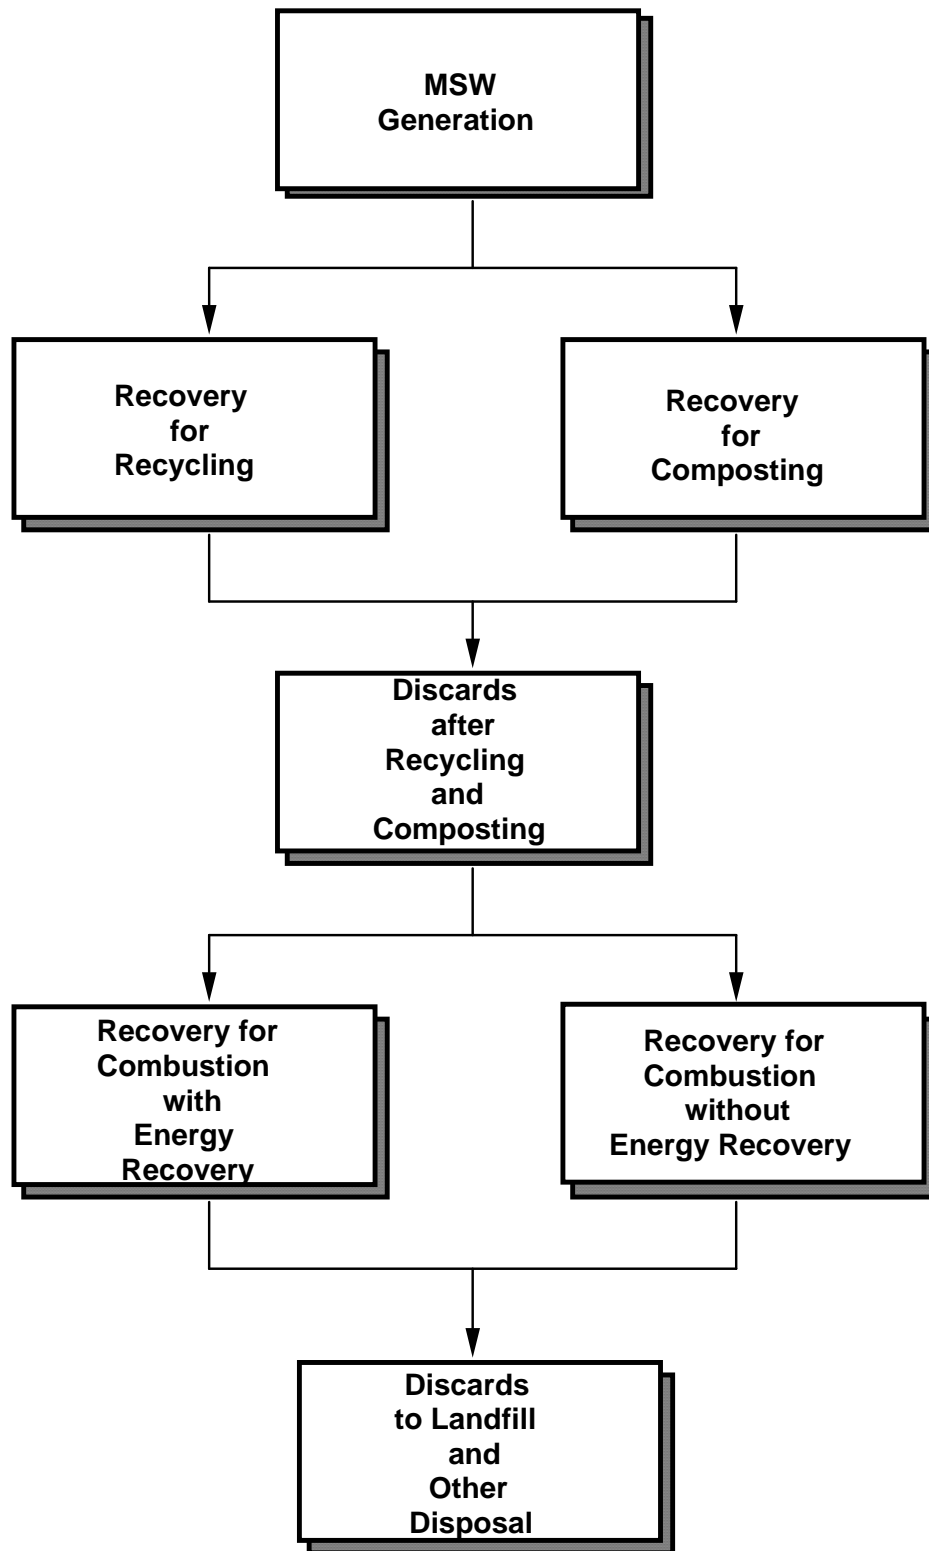 MSW
Generation
Recovery
for
Recycling
Recovery
for
Composting
Discards
after
Recycling
and
Composting
Recovery for
Combustion
with
Energy
Recovery
Recovery for
Combustion
without
Energy Recovery
Discards
to Landfill
and
Other
Disposal